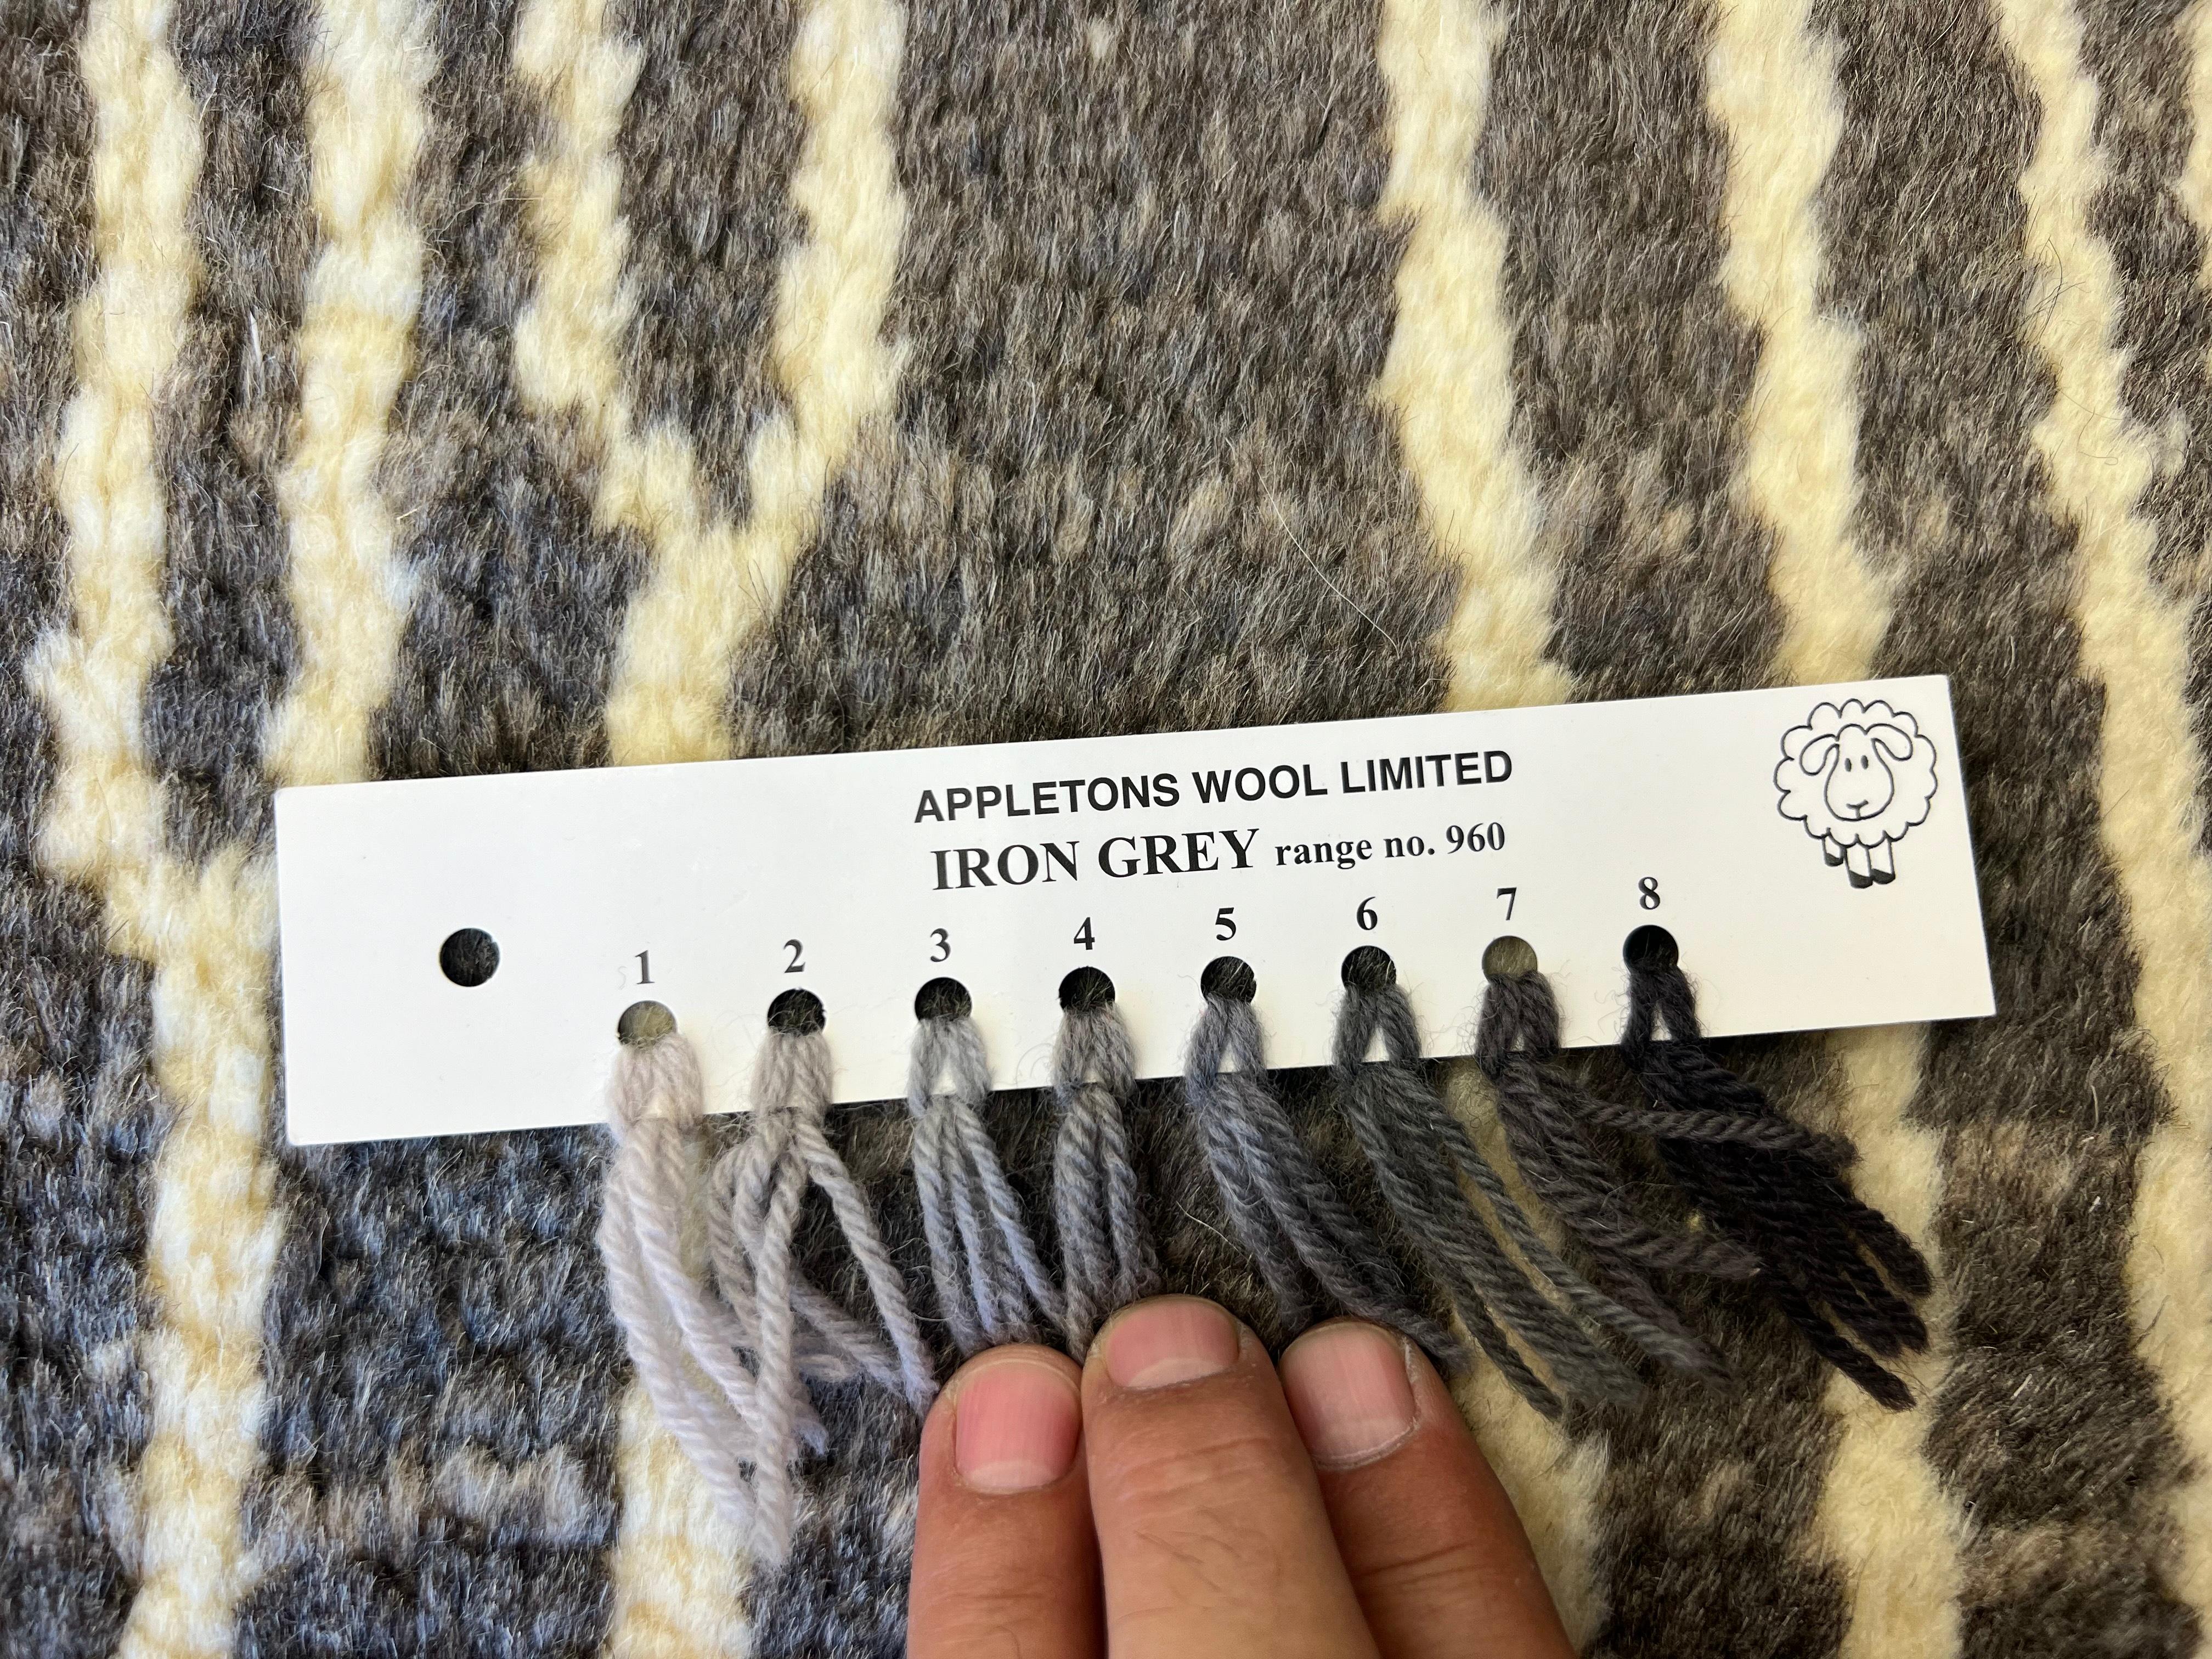 APPLETONS WOOL LIMITED
IRON GREY range no. 960
1 2 3 4 5 6 7 8